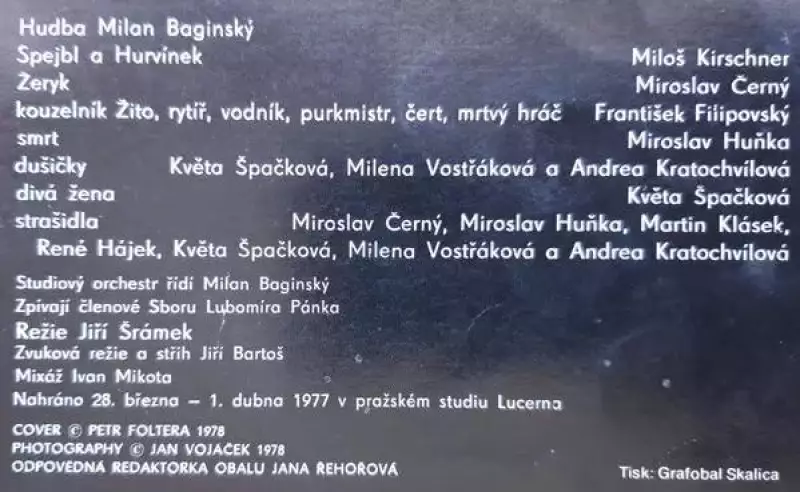 Hudba Milan Baginský
Spejbl a Hurvínek Miloš Kirschner
Žeryk Miroslav Černý
kouzelník Žito, rytíř, vodník, purkmistr, čert, mrtvý hráč František Filipovský
smrt Miroslav Huňka
dušičky Květa Špačková, Milena Vostřáková a Andrea Kratochvílová
divá žena Květa Špačková
strašidla Miroslav Černý, Miroslav Huňka, Martin Klásek,
René Hájek, Květa Špačková, Milena Vostřáková a Andrea Kratochvílová
Studiový orchestr řídí Milan Baginský
Zpívají členové Sboru Lubomíra Pánka
Režie Jiří Šrámek
Zvuková režie a střih Jiří Bartoš
Mixáž Ivan Mikota
Nahráno 28. března – 1. dubna 1977 v pražském studiu Lucerna
COVER © PETR FOLTERA 1978
PHOTOGRAPHY © JAN VOJÁČEK 1978
ODPOVĚDNÁ REDAKTORKA OBALU JANA ŘEHOŘOVÁ
Tisk: Grafobal Skalica